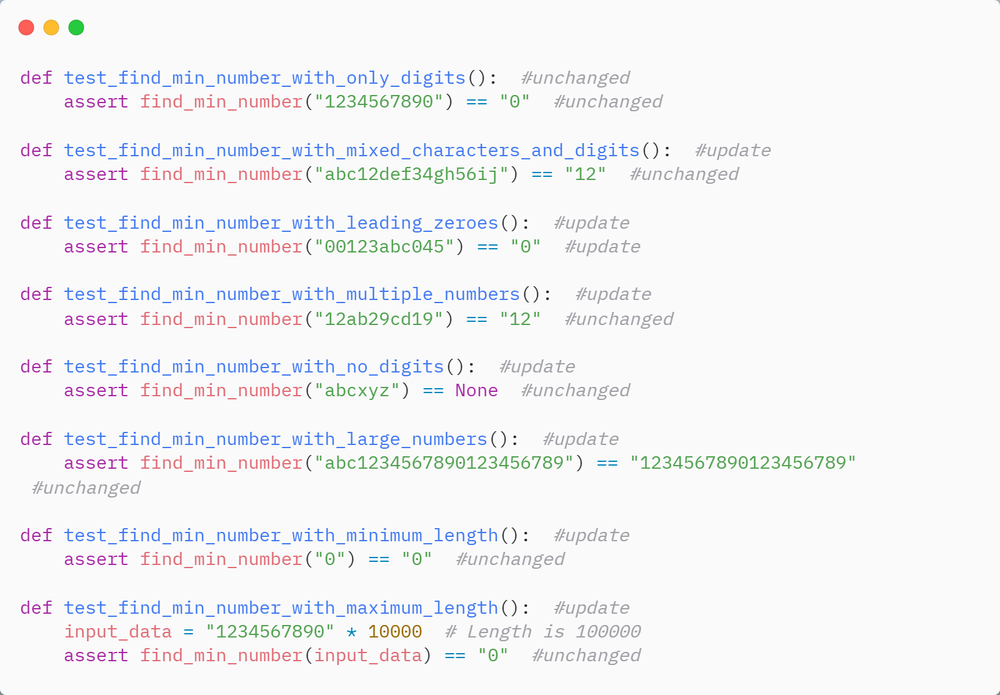 def test_find_min_number_with_only_digits():  #unchanged
    assert find_min_number("1234567890") == "0"  #unchanged

def test_find_min_number_with_mixed_characters_and_digits():  #update
    assert find_min_number("abc12def34gh56ij") == "12"  #unchanged

def test_find_min_number_with_leading_zeroes():  #update
    assert find_min_number("00123abc045") == "0"  #update

def test_find_min_number_with_multiple_numbers():  #update
    assert find_min_number("12ab29cd19") == "12"  #unchanged

def test_find_min_number_with_no_digits():  #update
    assert find_min_number("abcxyz") == None  #unchanged

def test_find_min_number_with_large_numbers():  #update
    assert find_min_number("abc1234567890123456789") == "1234567890123456789"
 #unchanged

def test_find_min_number_with_minimum_length():  #update
    assert find_min_number("0") == "0"  #unchanged

def test_find_min_number_with_maximum_length():  #update
    input_data = "1234567890" * 10000  # Length is 100000
    assert find_min_number(input_data) == "0"  #unchanged